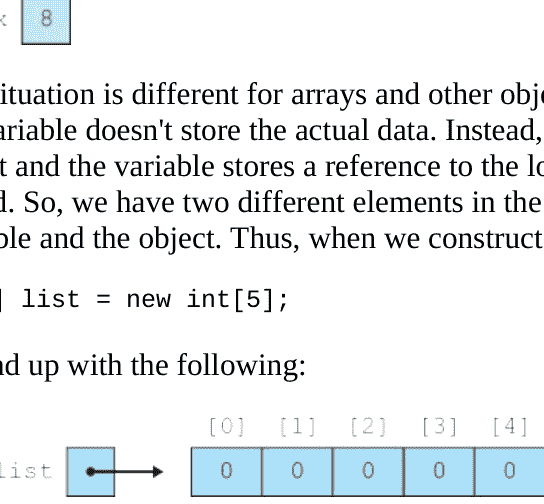 x 8
ituation is different for arrays and other obj
ariable doesn't store the actual data. Instead,
t and the variable stores a reference to the lo
d. So, we have two different elements in the
ble and the object. Thus, when we construct
] list = new int[5];
nd up with the following:
[0] [1] [2] [3] [4]
list 0 0 0 0 0